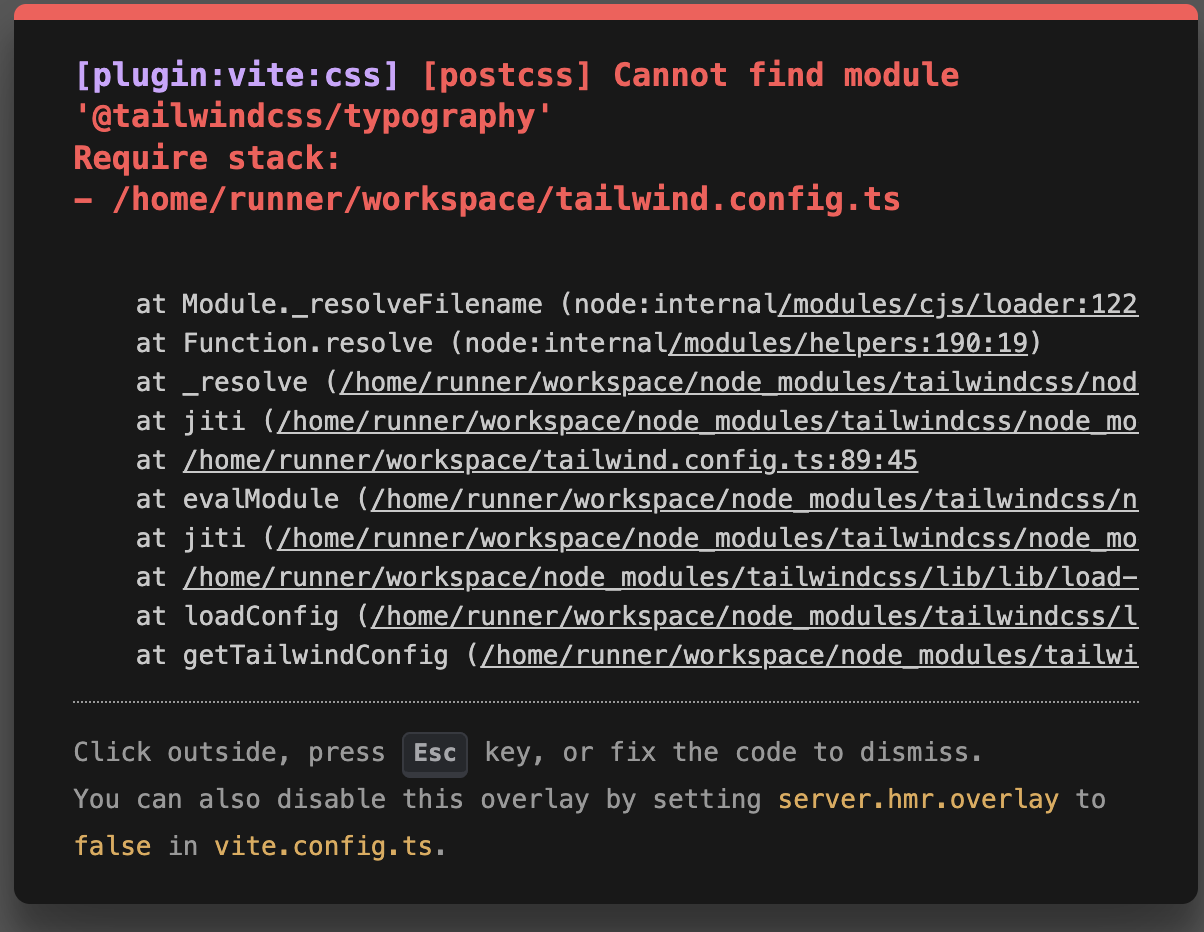 [plugin:vite:css] [postcss] Cannot find module
'@tailwindcss/typography'
Require stack:
- /home/runner/workspace/tailwind.config.ts
at Module._resolveFilename (node:internal/modules/cjs/loader:122
at Function.resolve (node:internal/modules/helpers:190:19)
at _resolve (/home/runner/workspace/node_modules/tailwindcss/nod
at jiti (/home/runner/workspace/node_modules/tailwindcss/node_mo
at /home/runner/workspace/tailwind.config.ts:89:45
at evalModule (/home/runner/workspace/node_modules/tailwindcss/n
at jiti (/home/runner/workspace/node_modules/tailwindcss/node_mo
at /home/runner/workspace/node_modules/tailwindcss/lib/lib/load-
at loadConfig (/home/runner/workspace/node_modules/tailwindcss/l
at getTailwindConfig (/home/runner/workspace/node_modules/tailwi
Click outside, press Esc key, or fix the code to dismiss.
You can also disable this overlay by setting server.hmr.overlay to
false in vite.config.ts.